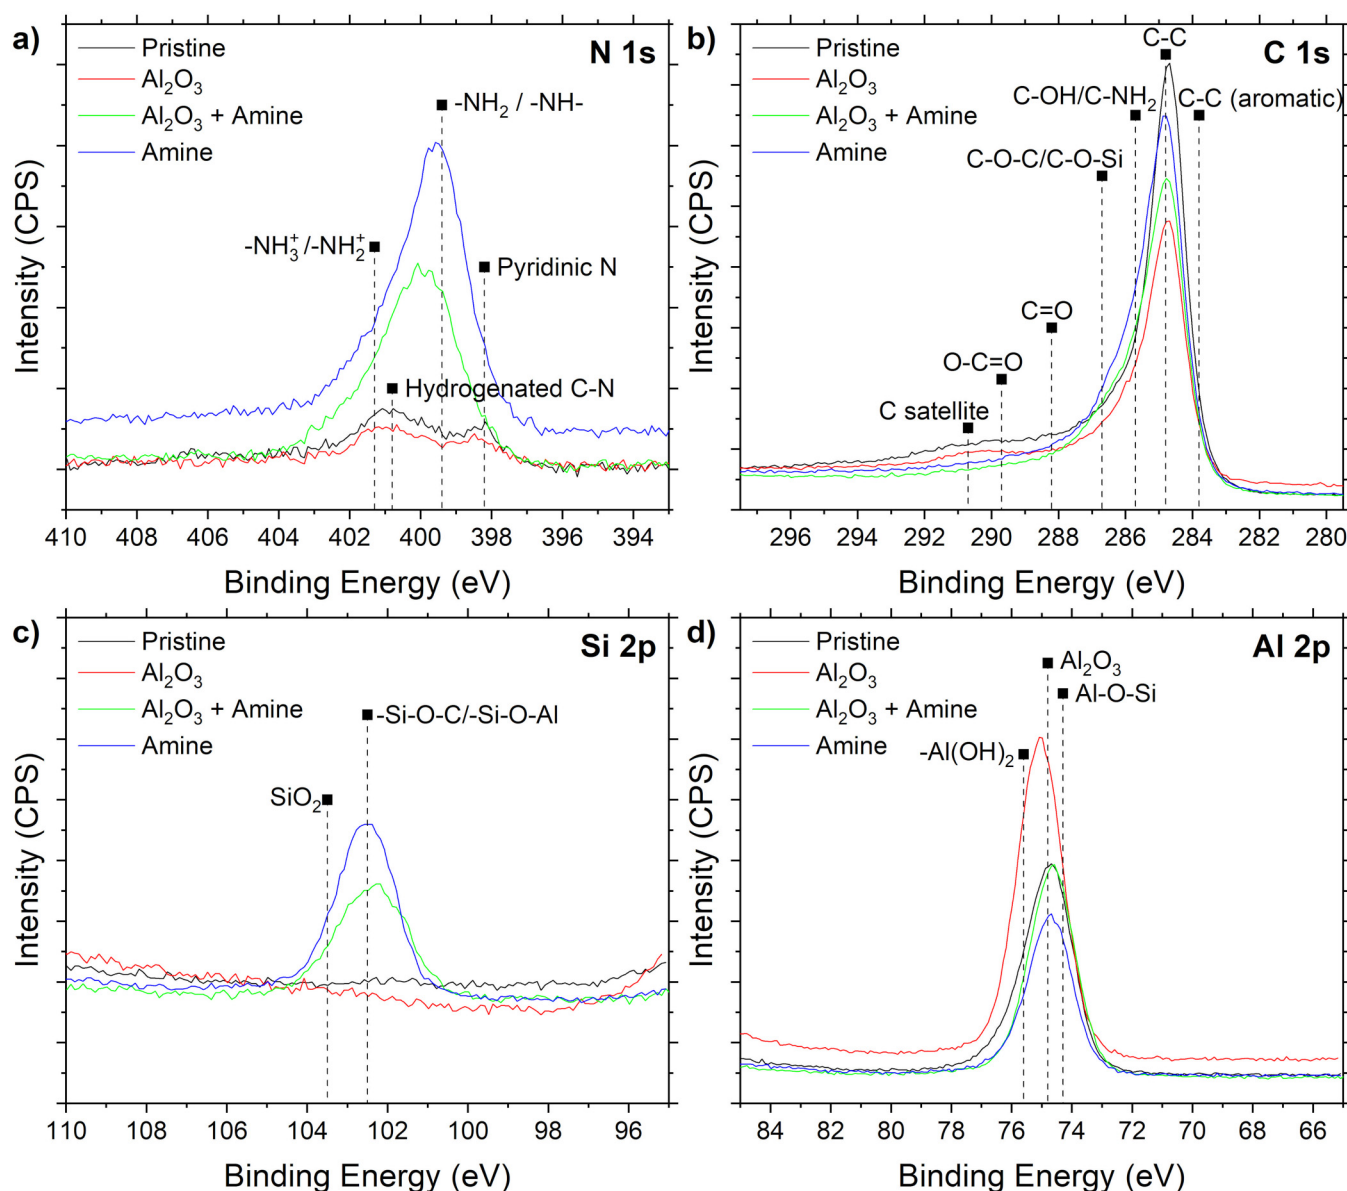 a)
N 1s
Pristine
Al₂O₃
Al₂O₃ + Amine
Amine
-NH₂ / -NH-
-NH₃⁺/-NH₂⁺
Pyridinic N
Hydrogenated C-N
Intensity (CPS)
410 408 406 404 402 400 398 396 394
Binding Energy (eV)
b)
C 1s
Pristine
Al₂O₃
Al₂O₃ + Amine
Amine
C-C
C-OH/C-NH₂
C-C (aromatic)
C-O-C/C-O-Si
C=O
O-C=O
C satellite
Intensity (CPS)
296 294 292 290 288 286 284 282 280
Binding Energy (eV)
c)
Si 2p
Pristine
Al₂O₃
Al₂O₃ + Amine
Amine
-Si-O-C/-Si-O-Al
SiO₂
Intensity (CPS)
110 108 106 104 102 100 98 96
Binding Energy (eV)
d)
Al 2p
Pristine
Al₂O₃
Al₂O₃ + Amine
Amine
Al₂O₃
Al-O-Si
-Al(OH)₂
Intensity (CPS)
84 82 80 78 76 74 72 70 68 66
Binding Energy (eV)